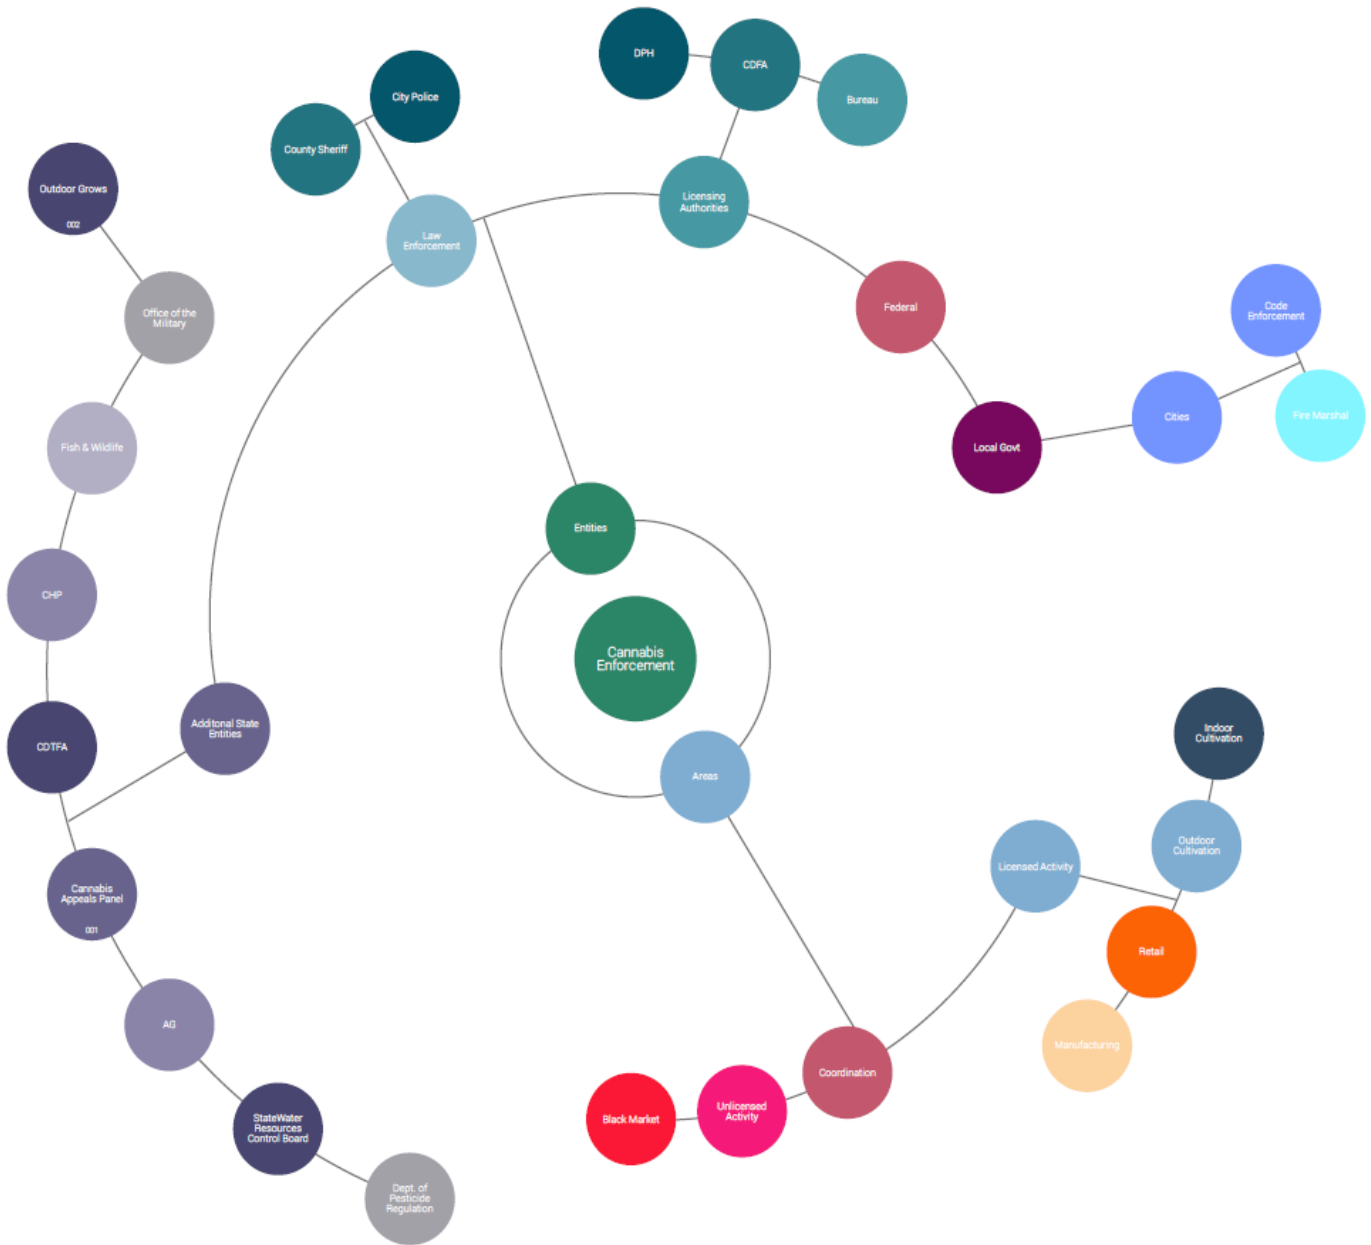 DPH
CDFA
Bureau
City Police
County Sheriff
Outdoor Grows
002
Licensing
Authorities
Law
Enforcement
Office of the
Military
Federal
Code
Enforcement
Fire Marshal
Cities
Local Govt
Fish & Wildlife
Entities
CHP
Cannabis
Enforcement
Additonal State
Entities
CDTFA
Areas
Indoor
Cultivation
Outdoor
Cultivation
Licensed Activity
Cannabis
Appeals Panel
001
Retail
AG
Manufacturing
Coordination
Unlicensed
Activity
Black Market
StateWater
Resources
Control Board
Dept. of
Pesticide
Regulation